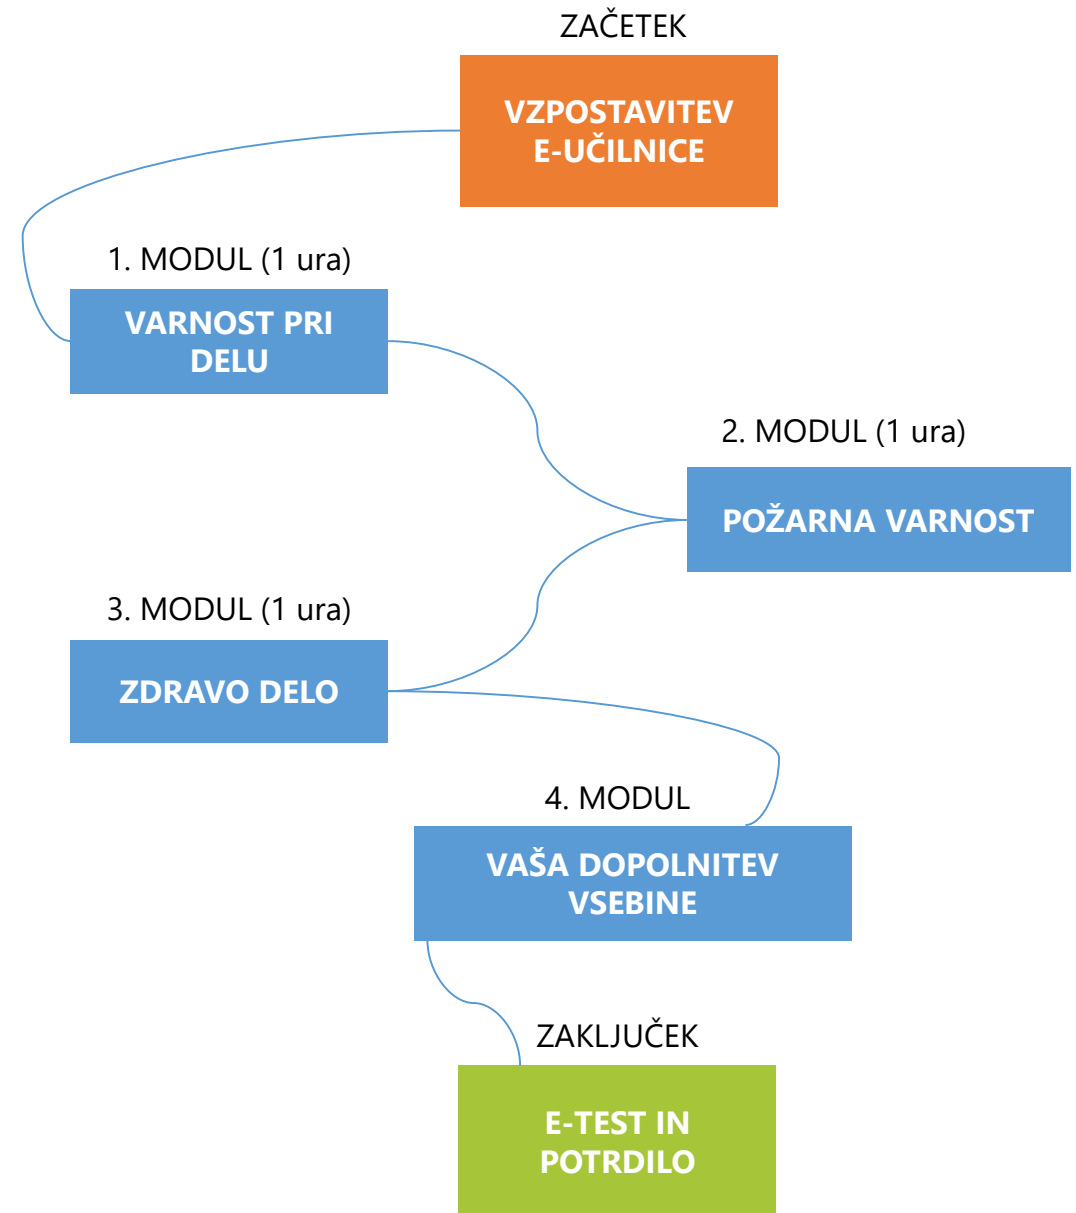 ZAČETEK
VZPOSTAVITEV
E-UČILNICE
1. MODUL (1 ura)
VARNOST PRI
DELU
2. MODUL (1 ura)
POŽARNA VARNOST
3. MODUL (1 ura)
ZDRAVO DELO
4. MODUL
VAŠA DOPOLNITEV
VSEBINE
ZAKLJUČEK
E-TEST IN
POTRDILO